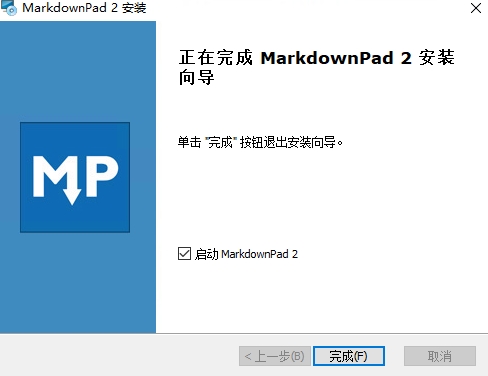 MarkdownPad 2 安装
正在完成 MarkdownPad 2 安装
向导
单击 "完成" 按钮退出安装向导。
MP
启动 MarkdownPad 2
< 上一步(B)
完成(F)
取消